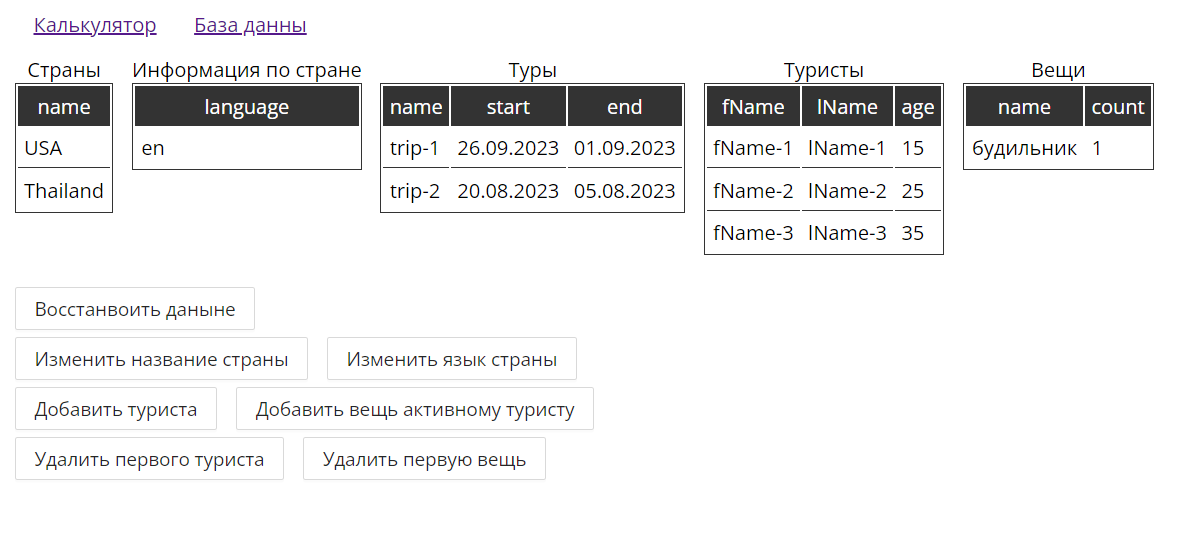 Калькулятор База данны
Страны Информация по стране Туры Туристы Вещи
name language name start end fName lName age name count
USA en trip-1 26.09.2023 01.09.2023 fName-1 lName-1 15 будильник 1
Thailand trip-2 20.08.2023 05.08.2023 fName-2 lName-2 25
fName-3 lName-3 35
Восстанвоить даныне
Изменить название страны Изменить язык страны
Добавить туриста Добавить вещь активному туристу
Удалить первого туриста Удалить первую вещь